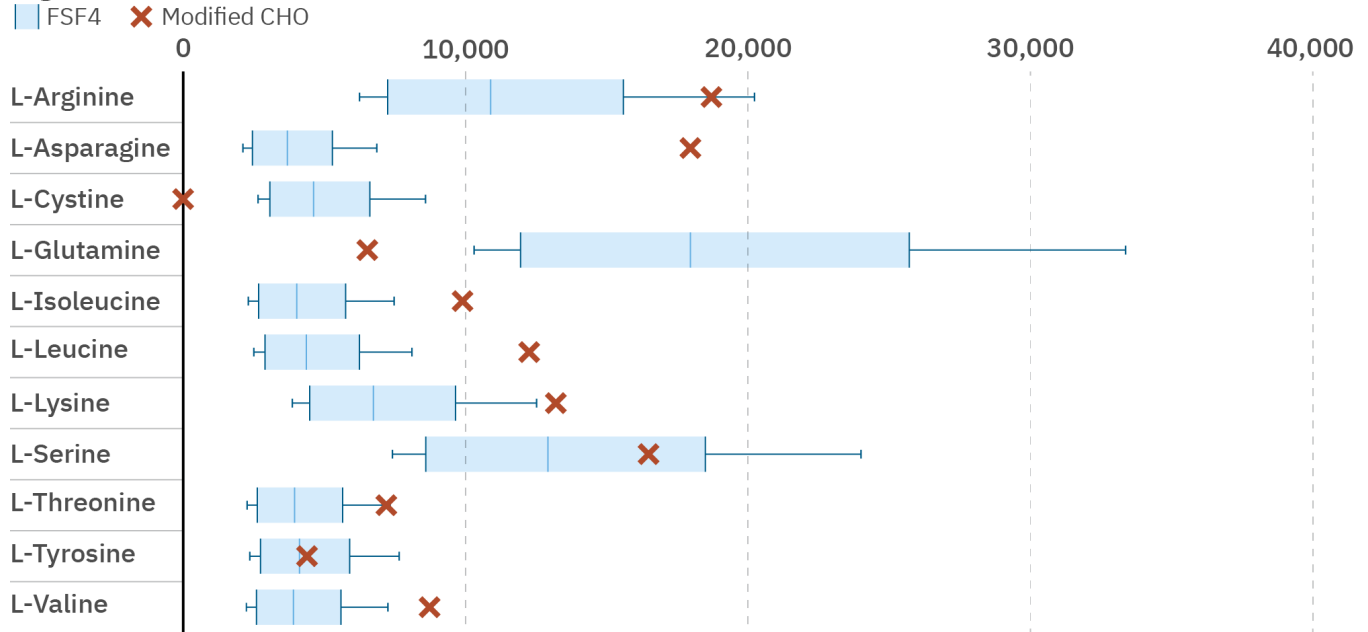 FSF4 Modified CHO
0 10,000 20,000 30,000 40,000
L-Arginine
L-Asparagine
L-Cystine
L-Glutamine
L-Isoleucine
L-Leucine
L-Lysine
L-Serine
L-Threonine
L-Tyrosine
L-Valine